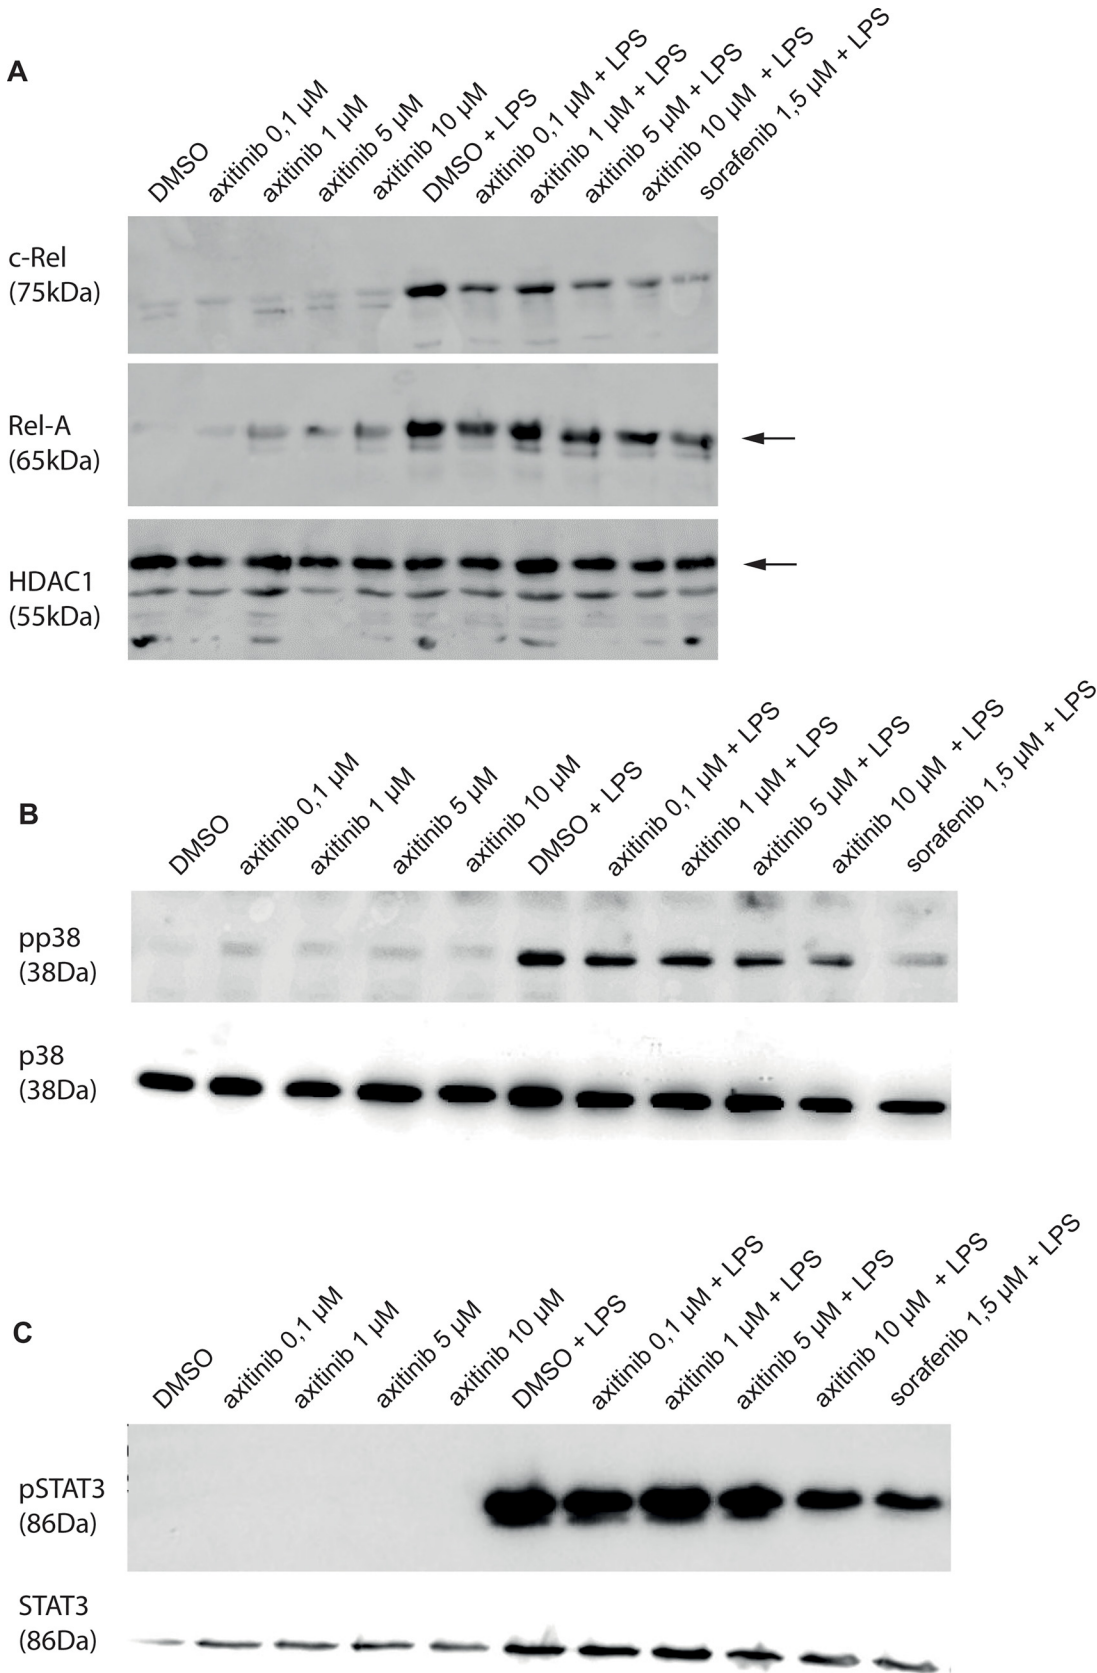 A
DMSO
axitinib 0,1 µM
axitinib 1 µM
axitinib 5 µM
axitinib 10 µM
DMSO + LPS
axitinib 0,1 µM + LPS
axitinib 1 µM + LPS
axitinib 5 µM + LPS
axitinib 10 µM + LPS
sorafenib 1,5 µM + LPS
c-Rel
(75kDa)
Rel-A
(65kDa)
HDAC1
(55kDa)
B
DMSO
axitinib 0,1 µM
axitinib 1 µM
axitinib 5 µM
axitinib 10 µM
DMSO + LPS
axitinib 0,1 µM + LPS
axitinib 1 µM + LPS
axitinib 5 µM + LPS
axitinib 10 µM + LPS
sorafenib 1,5 µM + LPS
pp38
(38Da)
p38
(38Da)
C
DMSO
axitinib 0,1 µM
axitinib 1 µM
axitinib 5 µM
axitinib 10 µM
DMSO + LPS
axitinib 0,1 µM + LPS
axitinib 1 µM + LPS
axitinib 5 µM + LPS
axitinib 10 µM + LPS
sorafenib 1,5 µM + LPS
pSTAT3
(86Da)
STAT3
(86Da)